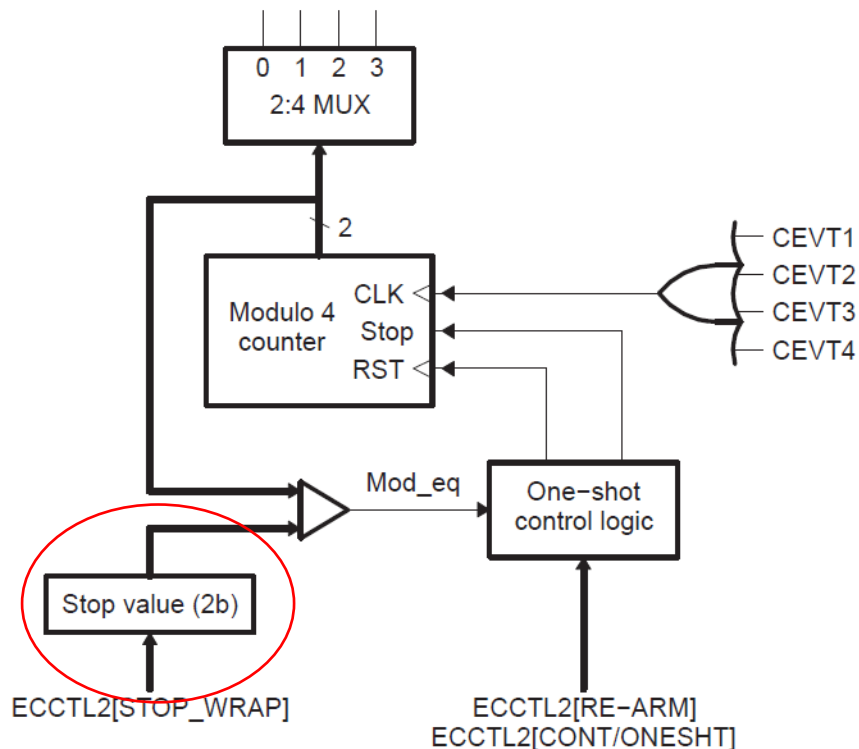 0 1 2 3
2:4 MUX
2
CEVT1
CEVT2
CEVT3
CEVT4
Modulo 4
counter
CLK
Stop
RST
Mod_eq
One−shot
control logic
Stop value (2b)
ECCTL2[STOP_WRAP]
ECCTL2[RE−ARM]
ECCTL2[CONT/ONESHT]